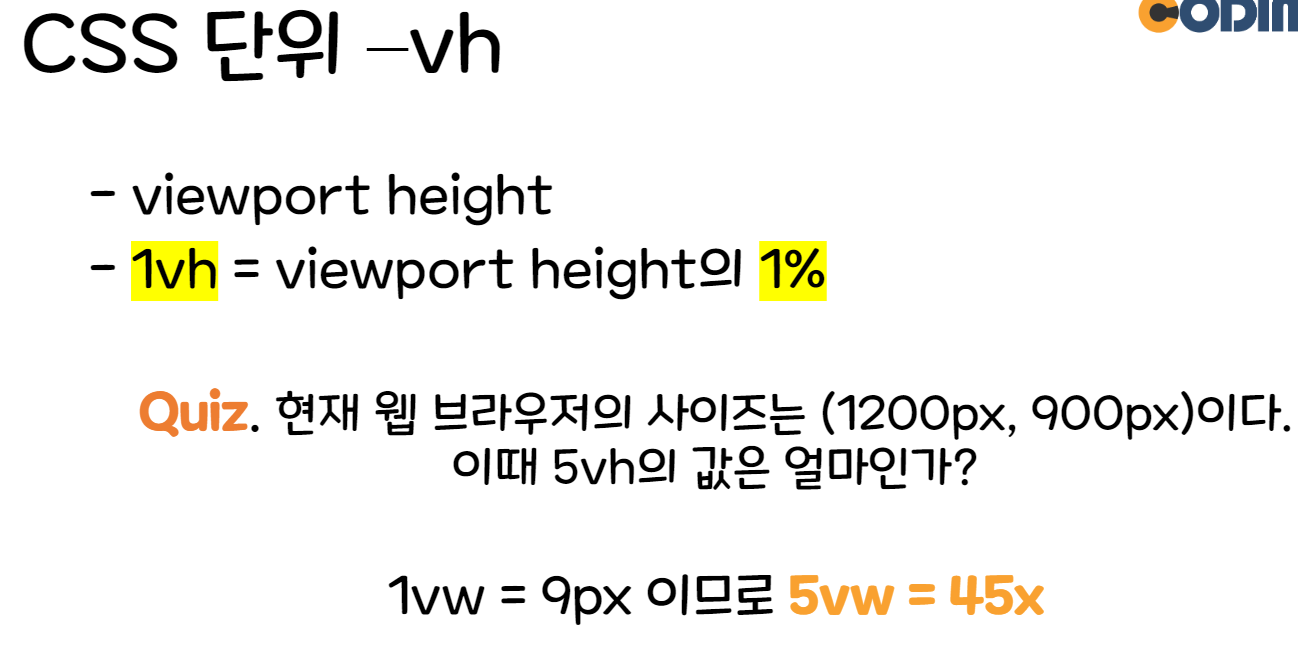 CSS 단위 –vh
CODIN
- viewport height
- 1vh = viewport height의 1%
Quiz. 현재 웹 브라우저의 사이즈는 (1200px, 900px)이다.
이때 5vh의 값은 얼마인가?
1vw = 9px 이므로 5vw = 45x